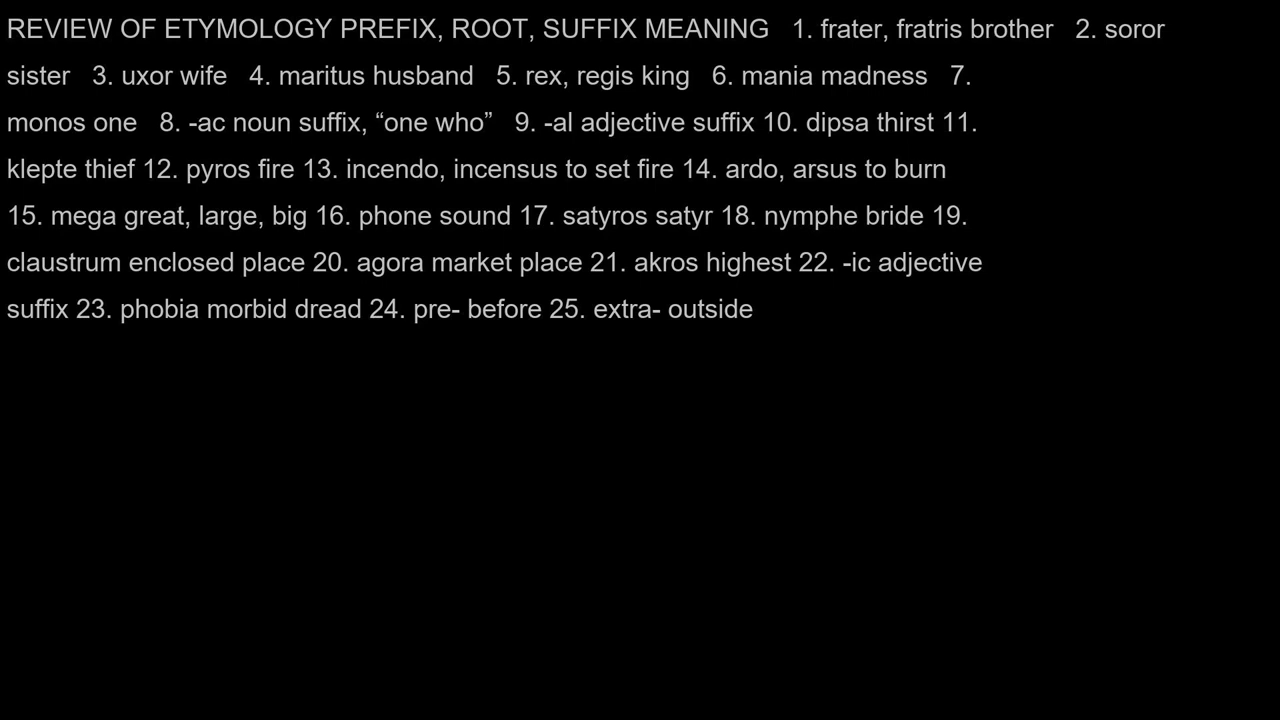 REVIEW OF ETYMOLOGY PREFIX, ROOT, SUFFIX MEANING   1. frater, fratris brother   2. soror
sister   3. uxor wife   4. maritus husband   5. rex, regis king   6. mania madness   7.
monos one   8. -ac noun suffix, “one who”   9. -al adjective suffix 10. dipsa thirst 11.
klepte thief 12. pyros fire 13. incendo, incensus to set fire 14. ardo, arsus to burn
15. mega great, large, big 16. phone sound 17. satyros satyr 18. nymphe bride 19.
claustrum enclosed place 20. agora market place 21. akros highest 22. -ic adjective
suffix 23. phobia morbid dread 24. pre- before 25. extra- outside